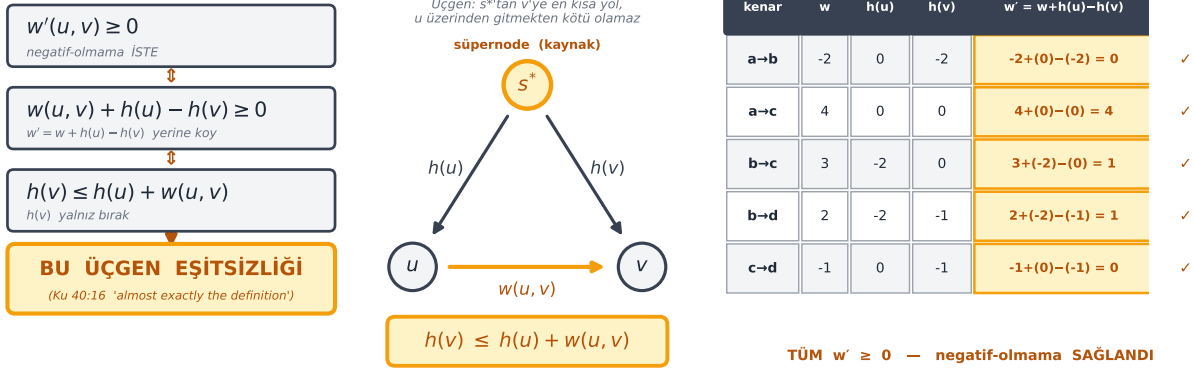 w′(u, v) ≥ 0
negatif-olmama İSTE
⇕
w(u, v) + h(u) − h(v) ≥ 0
w′ = w + h(u) − h(v) yerine koy
⇕
h(v) ≤ h(u) + w(u, v)
h(v) yalnız bırak
BU ÜÇGEN EŞİTSİZLİĞİ
(Ku 40:16 'almost exactly the definition')
Üçgen: s*'tan v'ye en kısa yol,
u üzerinden gitmekten kötü olamaz
süpernode (kaynak)
s*
h(u) h(v)
u v
w(u, v)
h(v) ≤ h(u) + w(u, v)
kenar w h(u) h(v) w′ = w+h(u)−h(v)
a→b -2 0 -2 -2+(0)−(-2) = 0 ✓
a→c 4 0 0 4+(0)−(0) = 4 ✓
b→c 3 -2 0 3+(-2)−(0) = 1 ✓
b→d 2 -2 -1 2+(-2)−(-1) = 1 ✓
c→d -1 0 -1 -1+(0)−(-1) = 0 ✓
TÜM w′ ≥ 0 — negatif-olmama SAĞLANDI